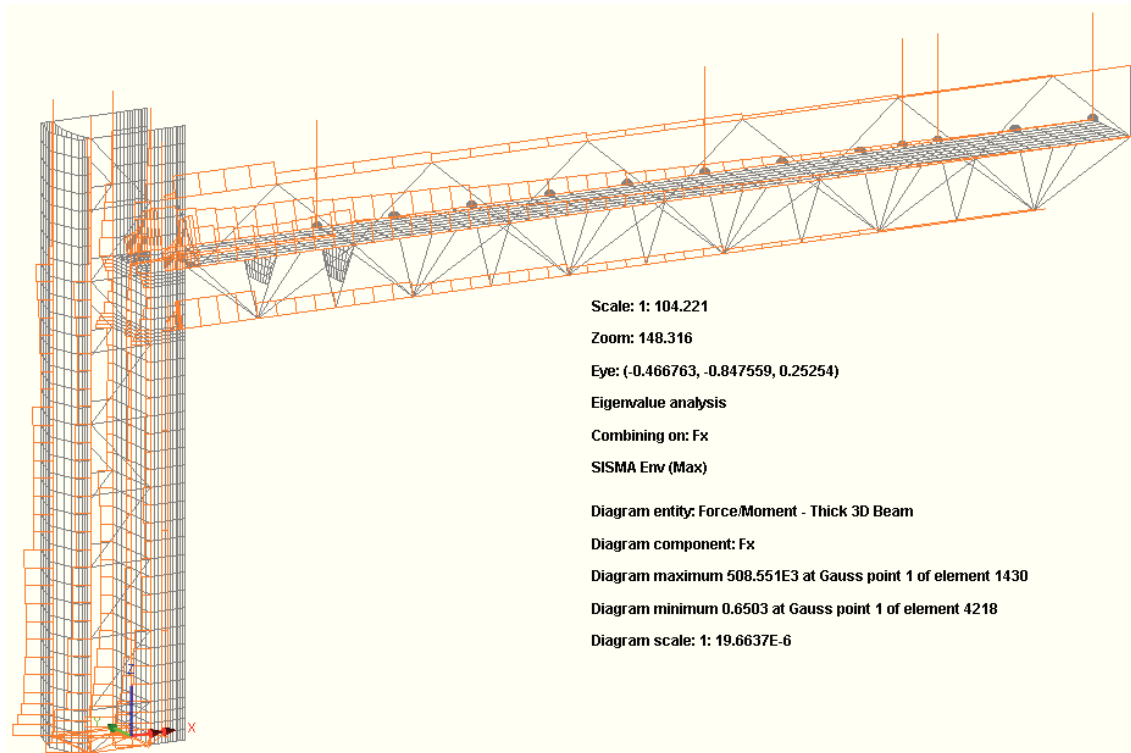 Scale: 1: 104.221
Zoom: 148.316
Eye: (-0.466763, -0.847559, 0.25254)
Eigenvalue analysis
Combining on: Fx
SISMA Env (Max)
Diagram entity: Force/Moment - Thick 3D Beam
Diagram component: Fx
Diagram maximum 508.551E3 at Gauss point 1 of element 1430
Diagram minimum 0.6503 at Gauss point 1 of element 4218
Diagram scale: 1: 19.6637E-6
Z
Y
X